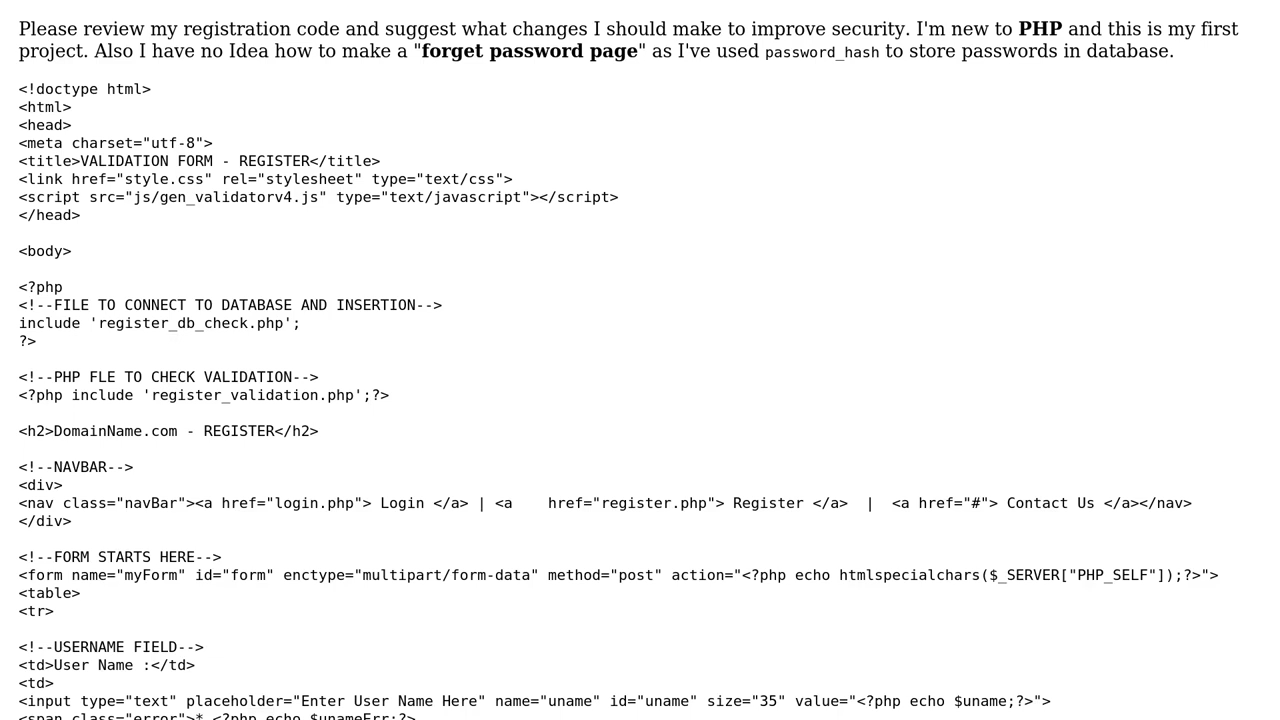 Please review my registration code and suggest what changes I should make to improve security. I'm new to PHP and this is my first
project. Also I have no Idea how to make a "forget password page" as I've used password_hash to store passwords in database.
<!doctype html>
<html>
<head>
<meta charset="utf-8">
<title>VALIDATION FORM - REGISTER</title>
<link href="style.css" rel="stylesheet" type="text/css">
<script src="js/gen_validatorv4.js" type="text/javascript"></script>
</head>
<body>
<?php
<!--FILE TO CONNECT TO DATABASE AND INSERTION-->
include 'register_db_check.php';
?>
<!--PHP FLE TO CHECK VALIDATION-->
<?php include 'register_validation.php';?>
<h2>DomainName.com - REGISTER</h2>
<!--NAVBAR-->
<div>
<nav class="navBar"><a href="login.php"> Login </a> | <a    href="register.php"> Register </a>  |  <a href="#"> Contact Us </a></nav>
</div>
<!--FORM STARTS HERE-->
<form name="myForm" id="form" enctype="multipart/form-data" method="post" action="<?php echo htmlspecialchars($_SERVER["PHP_SELF"]);?>">
<table>
<tr>
<!--USERNAME FIELD-->
<td>User Name :</td>
<td>
<input type="text" placeholder="Enter User Name Here" name="uname" id="uname" size="35" value="<?php echo $uname;?>">
<span class="error">* <?php echo $unameErr;?>